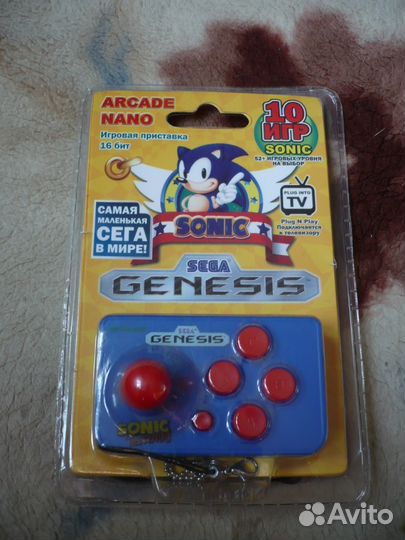 ARCADE
NANO
Игровая приставка
16 бит
10
ИГР
SONIC
52+ ИГРОВЫХ УРОВНЯ
НА ВЫБОР
PLUG INTO
TV
Plug N Play
Подключается
к телевизору
САМАЯ
МАЛЕНЬКАЯ
СЕГА
В МИРЕ!
SONIC
SEGA
GENESIS
SEGA
GENESIS
SONIC
Avito